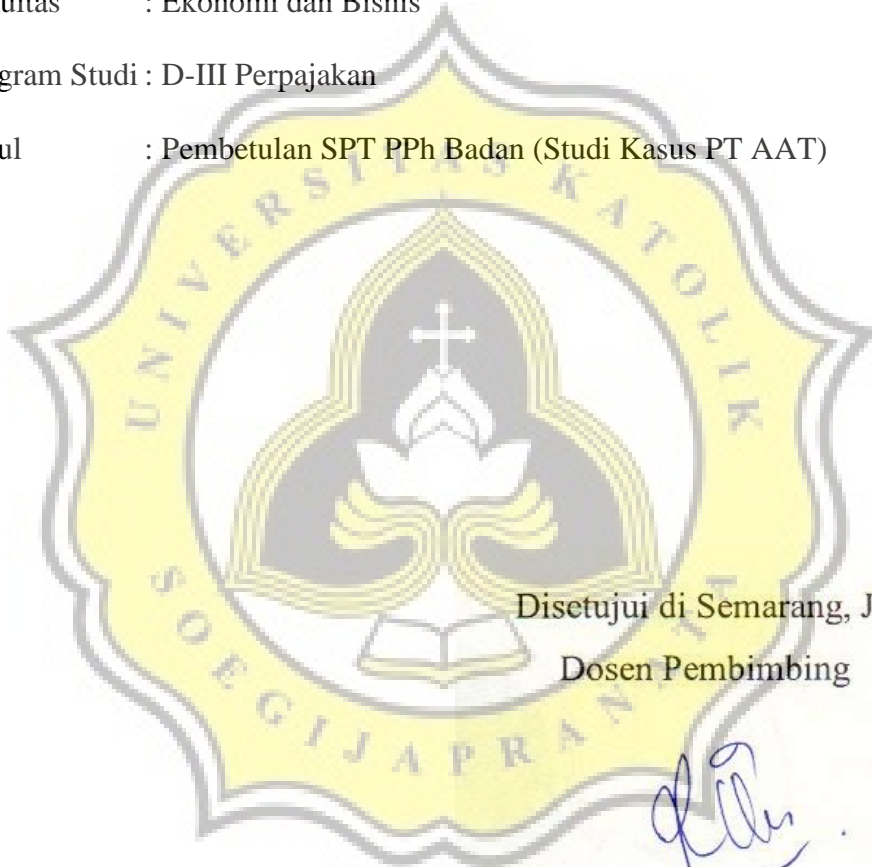 ultas : Ekonomi dan Bisnis
gram Studi : D-III Perpajakan
ul : Pembetulan SPT PPh Badan (Studi Kasus PT AAT)
UNIVERSITAS KATOLIK
SOEGIJAPRANATA
Disetujui di Semarang, J
Dosen Pembimbing